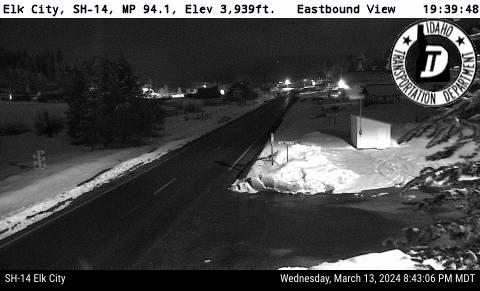 Elk City, SH-14, MP 94.1, Elev 3,939ft. Eastbound View 19:39:48
IDAHO
TRANSPORTATION DEPARTMENT
SH-14 Elk City Wednesday, March 13, 2024 8:43:06 PM MDT